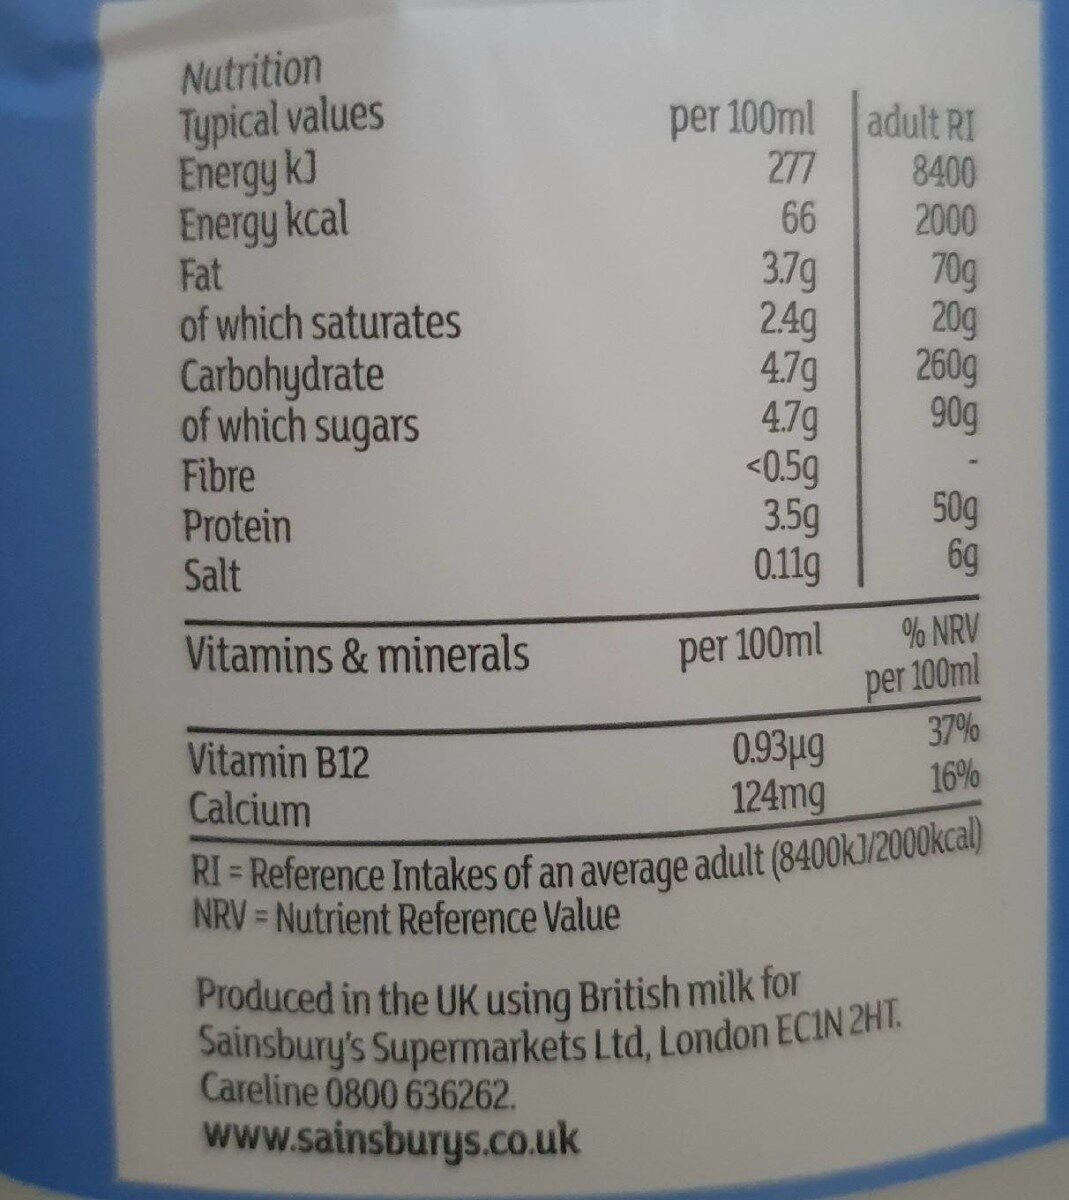 Nutrition
Typical values per 100ml adult RI
Energy kJ 277 8400
Energy kcal 66 2000
Fat 3.7g 70g
of which saturates 2.4g 20g
Carbohydrate 4.7g 260g
of which sugars 4.7g 90g
Fibre <0.5g -
Protein 3.5g 50g
Salt 0.11g 6g
Vitamins & minerals per 100ml % NRV
per 100ml
Vitamin B12 0.93µg 37%
Calcium 124mg 16%
RI = Reference Intakes of an average adult (8400kJ/2000kcal)
NRV = Nutrient Reference Value
Produced in the UK using British milk for
Sainsbury's Supermarkets Ltd, London EC1N 2HT.
Careline 0800 636262.
www.sainsburys.co.uk